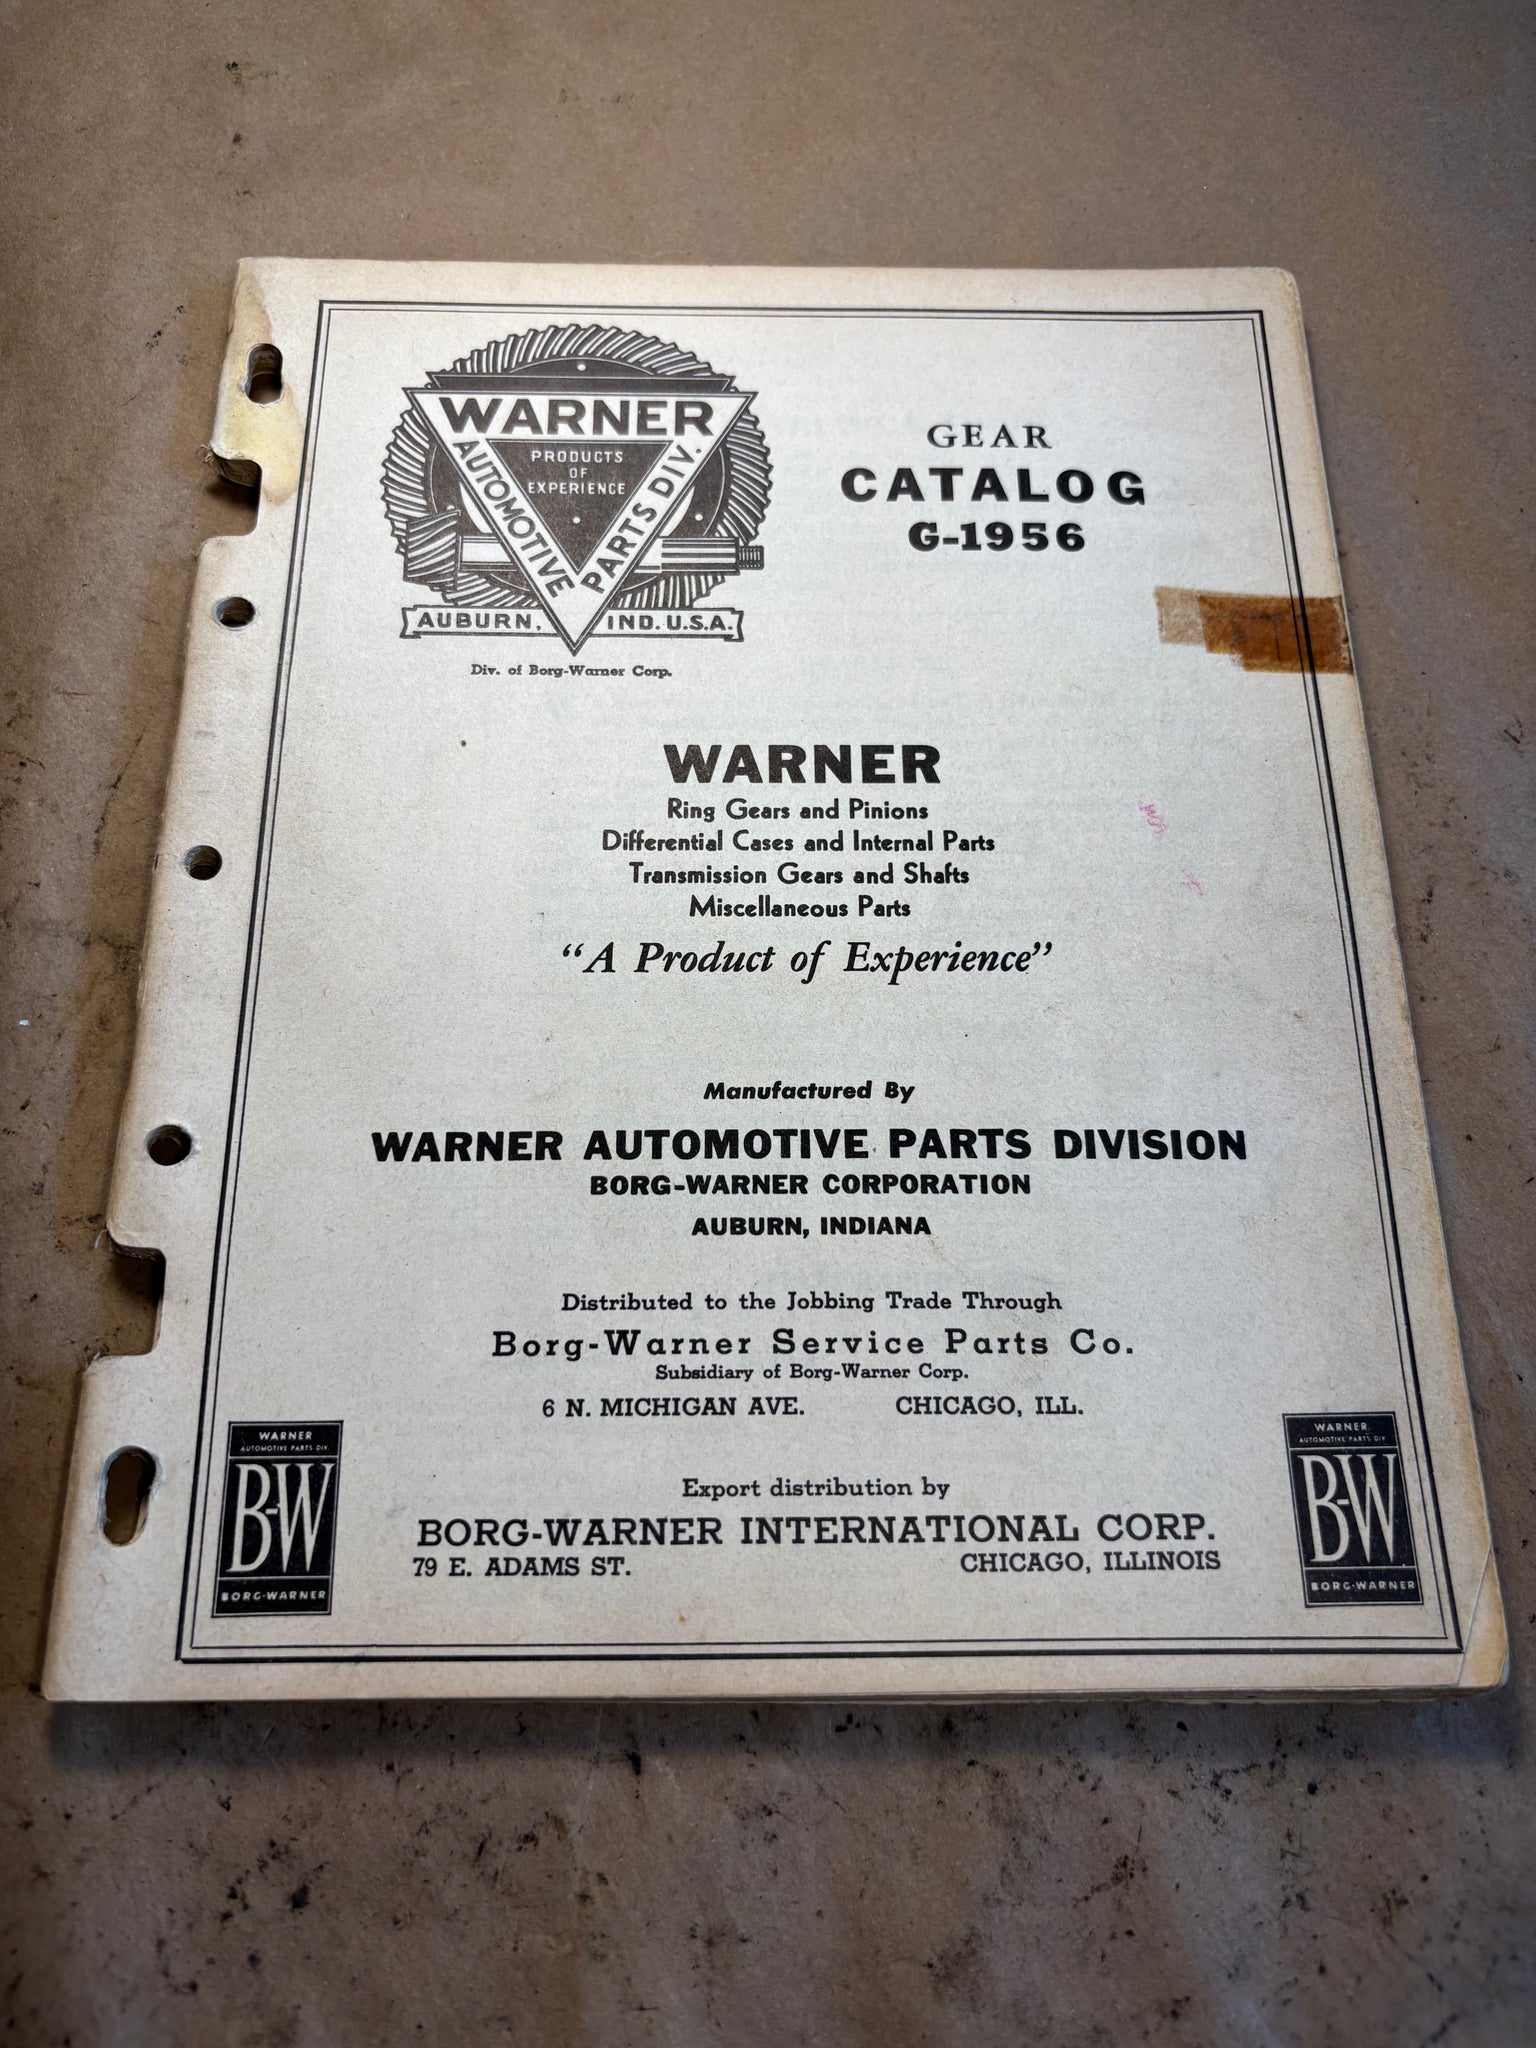 WARNER
AUTOMOTIVE PARTS DIV.
PRODUCTS
OF
EXPERIENCE
AUBURN, IND. U.S.A.
Div. of Borg-Warner Corp.
GEAR
CATALOG
G-1956
WARNER
Ring Gears and Pinions
Differential Cases and Internal Parts
Transmission Gears and Shafts
Miscellaneous Parts
"A Product of Experience"
Manufactured By
WARNER AUTOMOTIVE PARTS DIVISION
BORG-WARNER CORPORATION
AUBURN, INDIANA
Distributed to the Jobbing Trade Through
Borg-Warner Service Parts Co.
Subsidiary of Borg-Warner Corp.
6 N. MICHIGAN AVE. CHICAGO, ILL.
Export distribution by
BORG-WARNER INTERNATIONAL CORP.
79 E. ADAMS ST. CHICAGO, ILLINOIS
WARNER
AUTOMOTIVE PARTS DIV.
B-W
BORG-WARNER
WARNER
AUTOMOTIVE PARTS DIV
B-W
BORG-WARNER